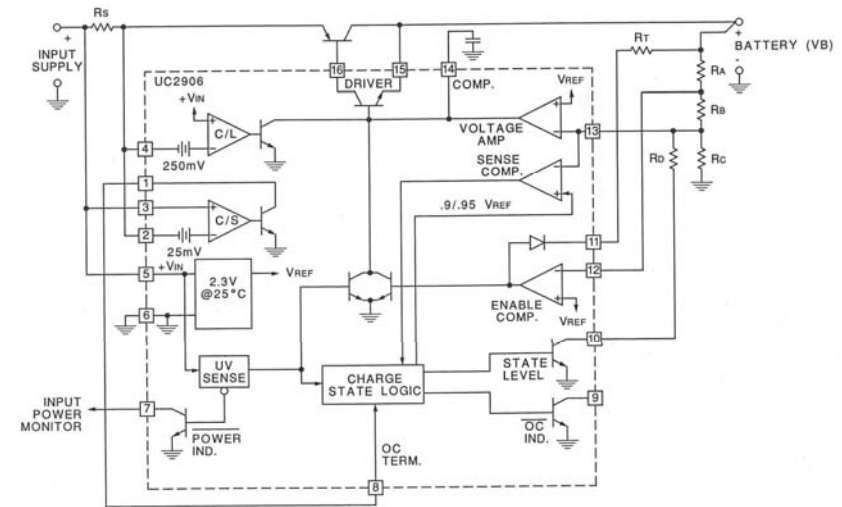 RS
+
INPUT
SUPPLY
RT
+
BATTERY (VB)
-
RA
16
15
14
UC2906
DRIVER
COMP.
+VIN
VREF
RB
+
C/L
-
VOLTAGE
AMP
-
+
13
4
250mV
SENSE
COMP.
RD
RC
1
3
+
C/S
-
.9/.95 VREF
2
25mV
11
5
+VIN
12
2.3V
@25°C
VREF
6
ENABLE
COMP.
-
+
VREF
10
UV
SENSE
CHARGE
STATE LOGIC
STATE
LEVEL
9
INPUT
POWER
MONITOR
7
POWER
IND.
OC
TERM.
OC
IND.
8